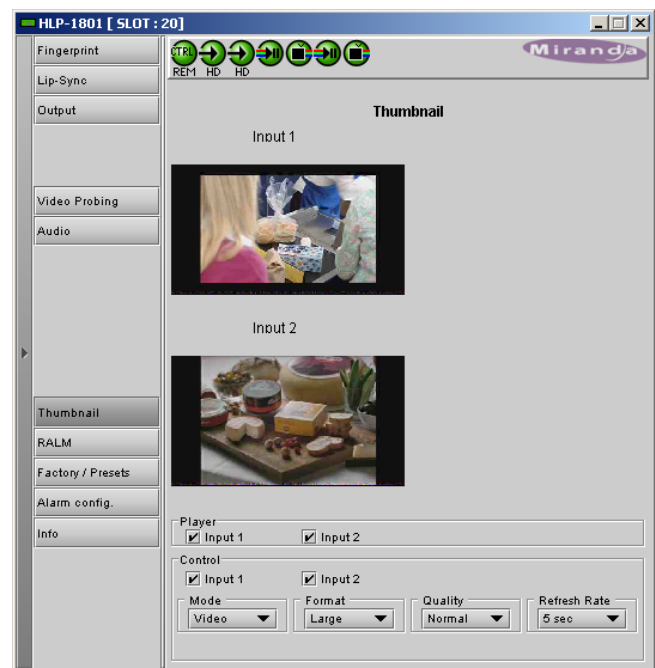 HLP-1801 [ SLOT : 20]
Fingerprint
Lip-Sync
Output
Video Probing
Audio
Thumbnail
RALM
Factory / Presets
Alarm config.
Info
CTRL
REM HD HD
Miranda
Thumbnail
Input 1
Input 2
Player
Input 1 Input 2
Control
Input 1 Input 2
Mode Format Quality Refresh Rate
Video Large Normal 5 sec